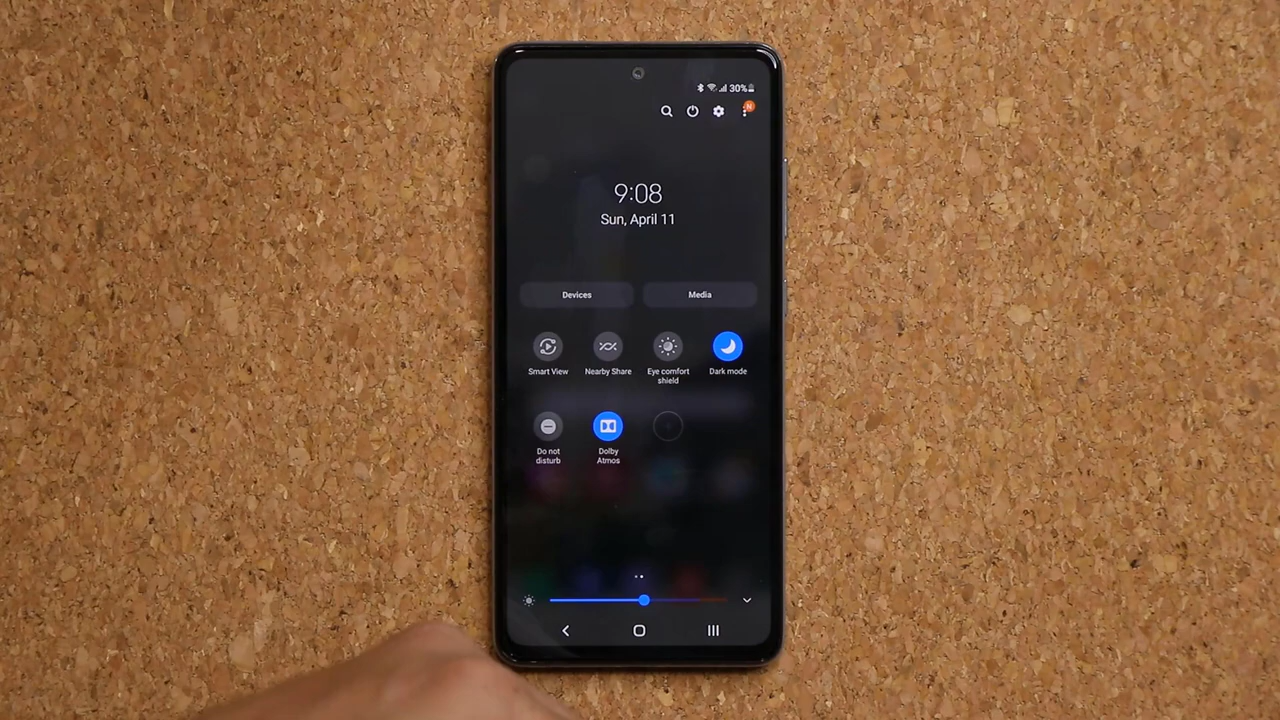 30%
N
9:08
Sun, April 11
Devices
Media
Smart View
Nearby Share
Eye comfort
shield
Dark mode
Do not
disturb
Dolby
Atmos